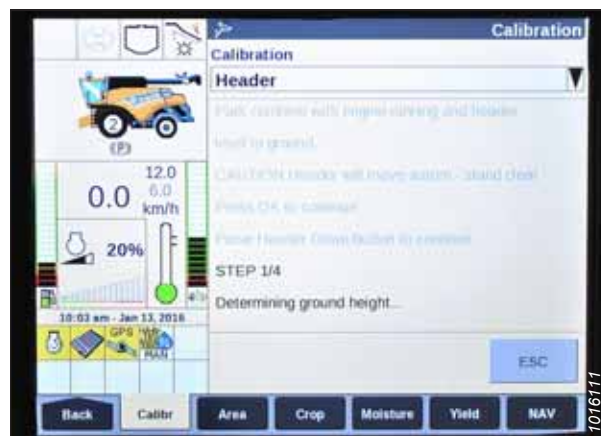 Calibration
Calibration
Header
Park combine with engine running and header
level to ground.
CAUTION Header will move autom.- stand clear
Press OK to continue
Press Header Down Button to continue
STEP 1/4
Determining ground height...
ESC
2
(P)
12.0
6.0
0.0
km/h
20%
10:03 am - Jan 13, 2016
GPS
MAN
Back
Calibr
Area
Crop
Moisture
Yield
NAV
1016111